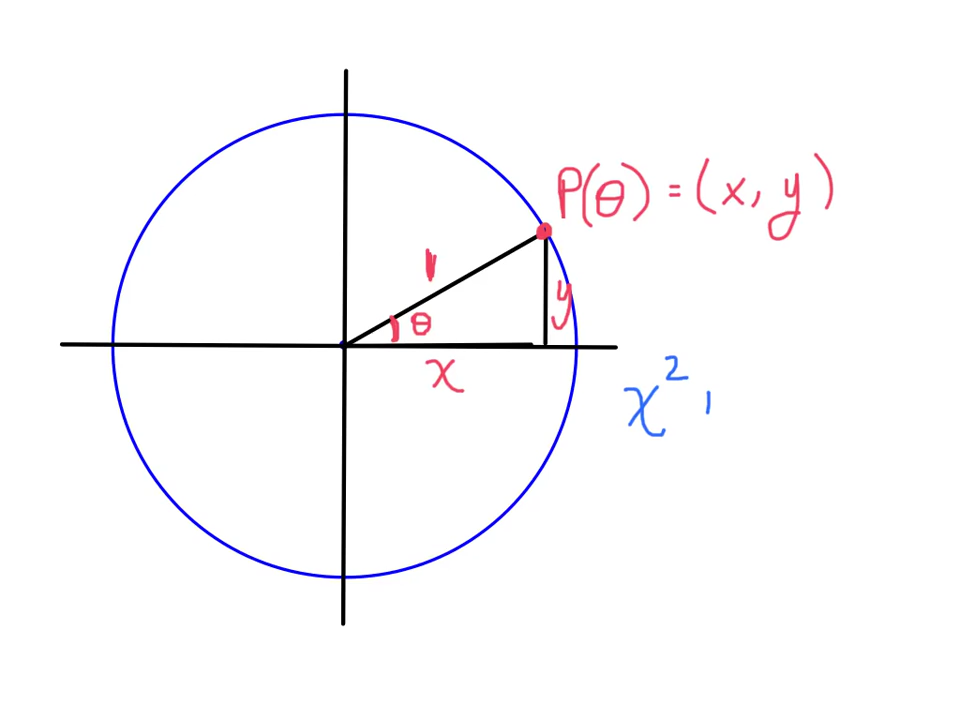 P(θ) = (x, y)
1
y
θ
x
x² ı